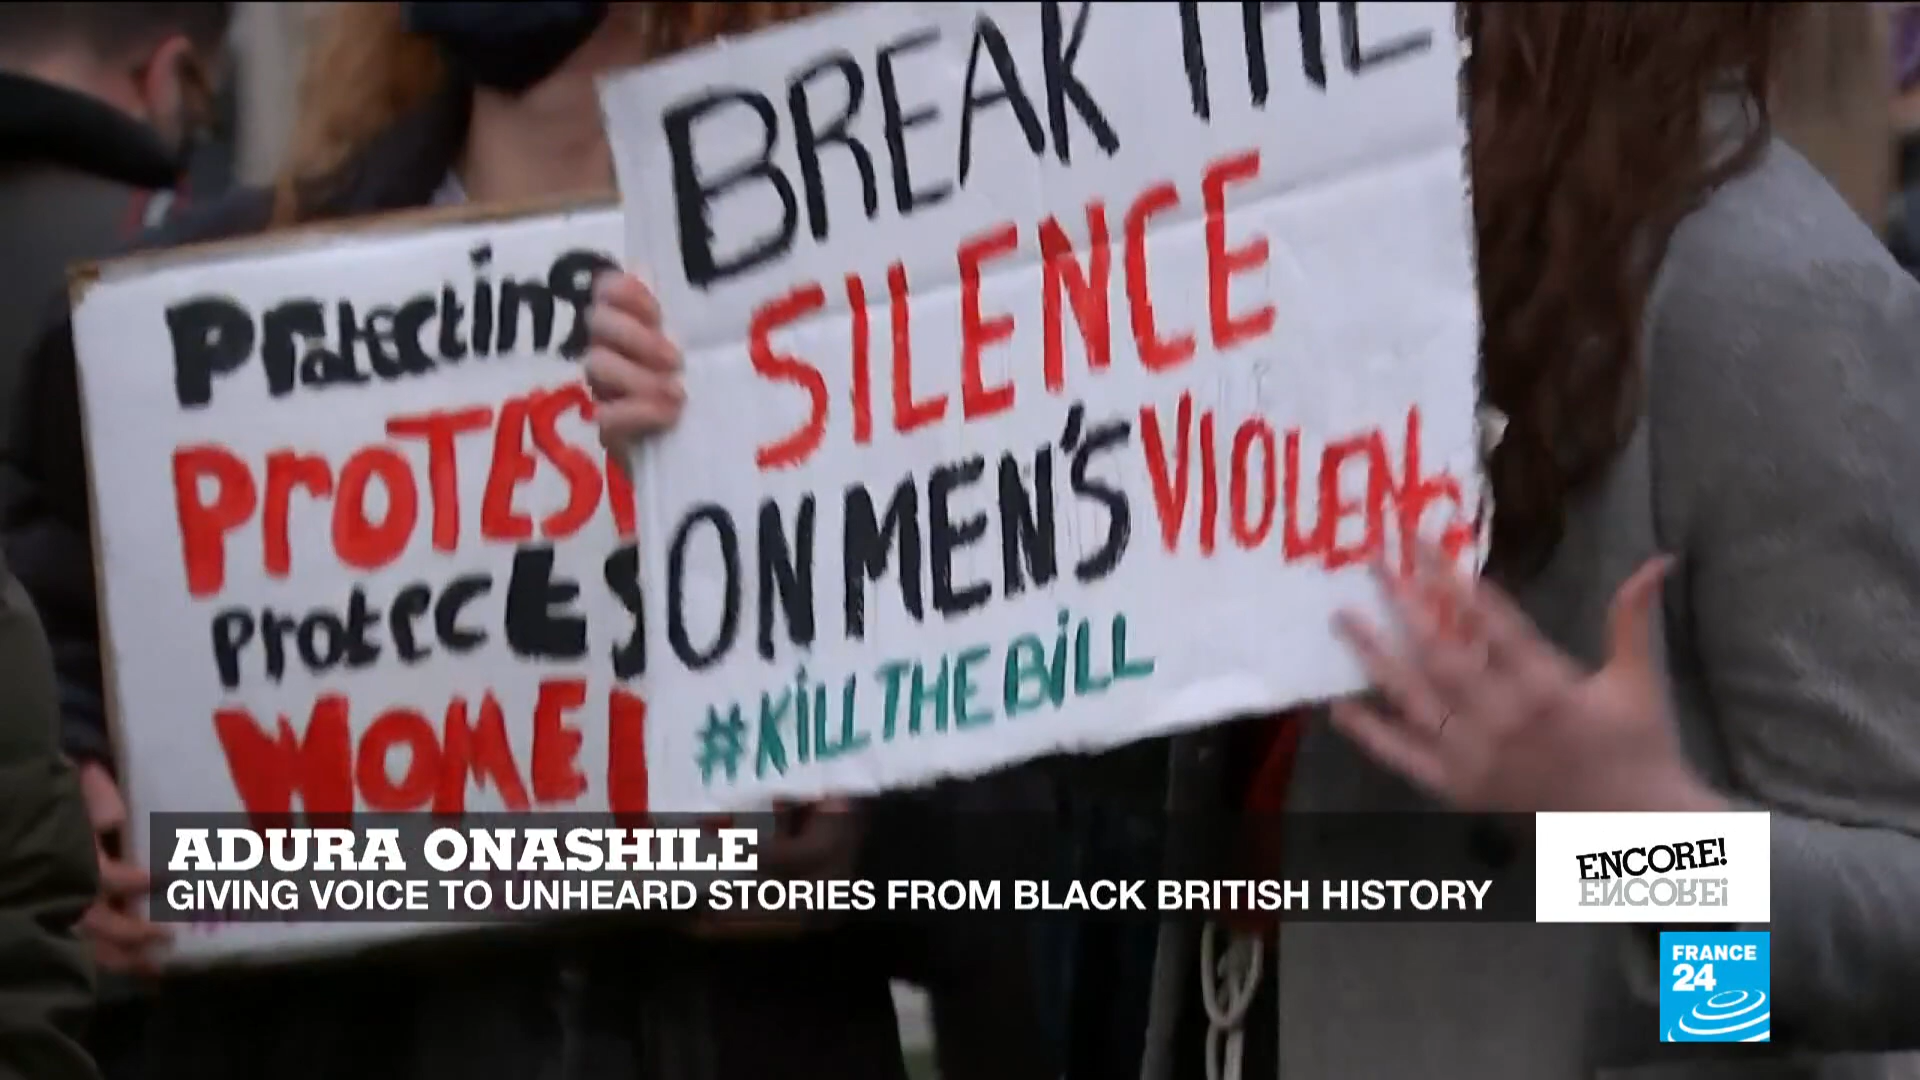 BREAK THE
SILENCE
ON MEN'S VIOLENCE
#KiLL THE BiLL
Protecting
ProTEST
Protects
WOMEN
ADURA ONASHILE
GIVING VOICE TO UNHEARD STORIES FROM BLACK BRITISH HISTORY
ENCORE!
FRANCE
24